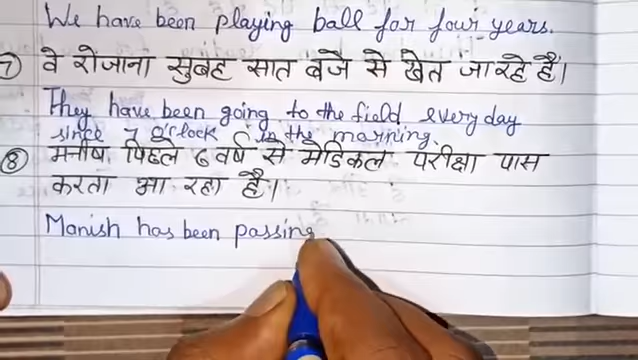 We have been playing ball for four years.
7 वे रोजाना सुबह सात बजे से खेत जा रहे हैं।
They have been going to the field everyday
since 7 o'clock in the morning.
8 मनीष पिछले 6 वर्ष से मेडिकल परीक्षा पास
करता आ रहा है।
Manish has been passing